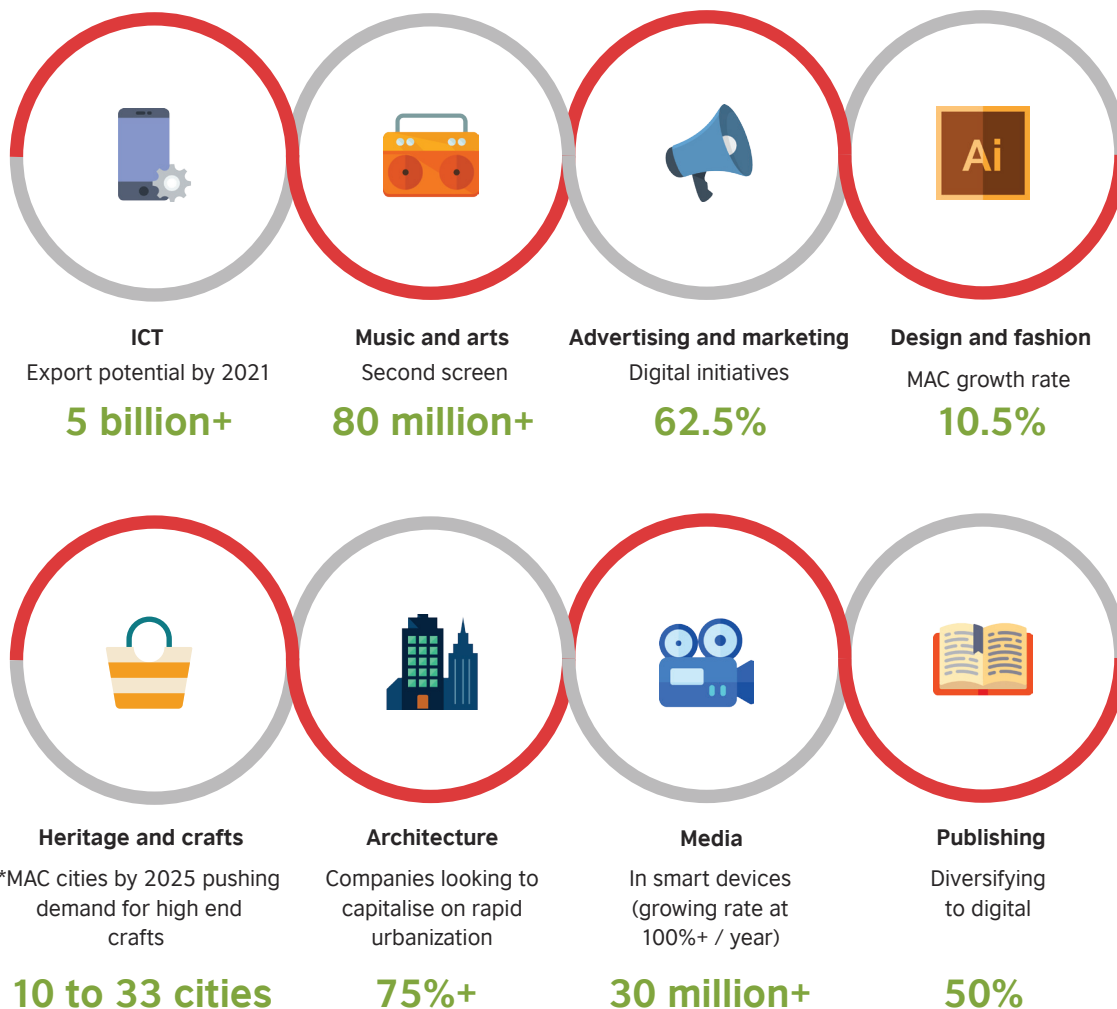 Ai
ICT
Export potential by 2021
5 billion+
Music and arts
Second screen
80 million+
Advertising and marketing
Digital initiatives
62.5%
Design and fashion
MAC growth rate
10.5%
Heritage and crafts
*MAC cities by 2025 pushing
demand for high end
crafts
10 to 33 cities
Architecture
Companies looking to
capitalise on rapid
urbanization
75%+
Media
In smart devices
(growing rate at
100%+ / year)
30 million+
Publishing
Diversifying
to digital
50%